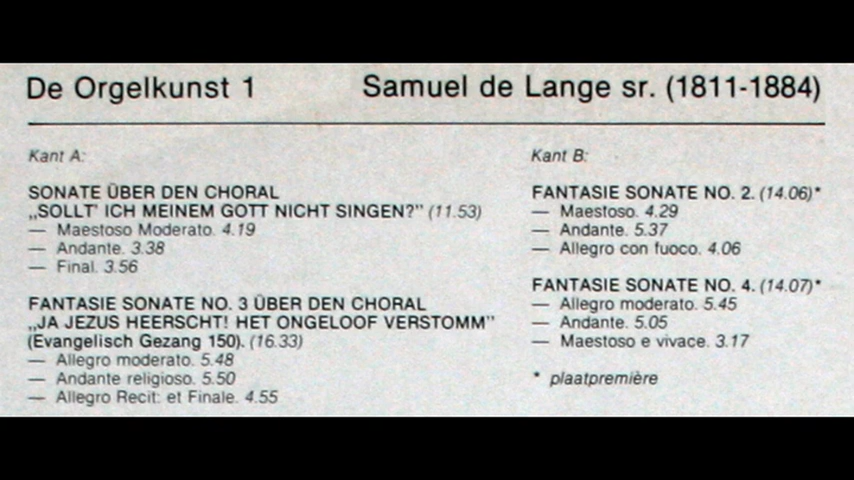 De Orgelkunst 1
Samuel de Lange sr. (1811-1884)
Kant A:
SONATE ÜBER DEN CHORAL
„SOLLT' ICH MEINEM GOTT NICHT SINGEN?” (11.53)
— Maestoso Moderato. 4.19
— Andante. 3.38
— Final. 3.56
FANTASIE SONATE NO. 3 ÜBER DEN CHORAL
„JA JEZUS HEERSCHT! HET ONGELOOF VERSTOMM”
(Evangelisch Gezang 150). (16.33)
— Allegro moderato. 5.48
— Andante religioso. 5.50
— Allegro Recit: et Finale. 4.55
Kant B:
FANTASIE SONATE NO. 2. (14.06)*
— Maestoso. 4.29
— Andante. 5.37
— Allegro con fuoco. 4.06
FANTASIE SONATE NO. 4. (14.07)*
— Allegro moderato. 5.45
— Andante. 5.05
— Maestoso e vivace. 3.17
* plaatpremière